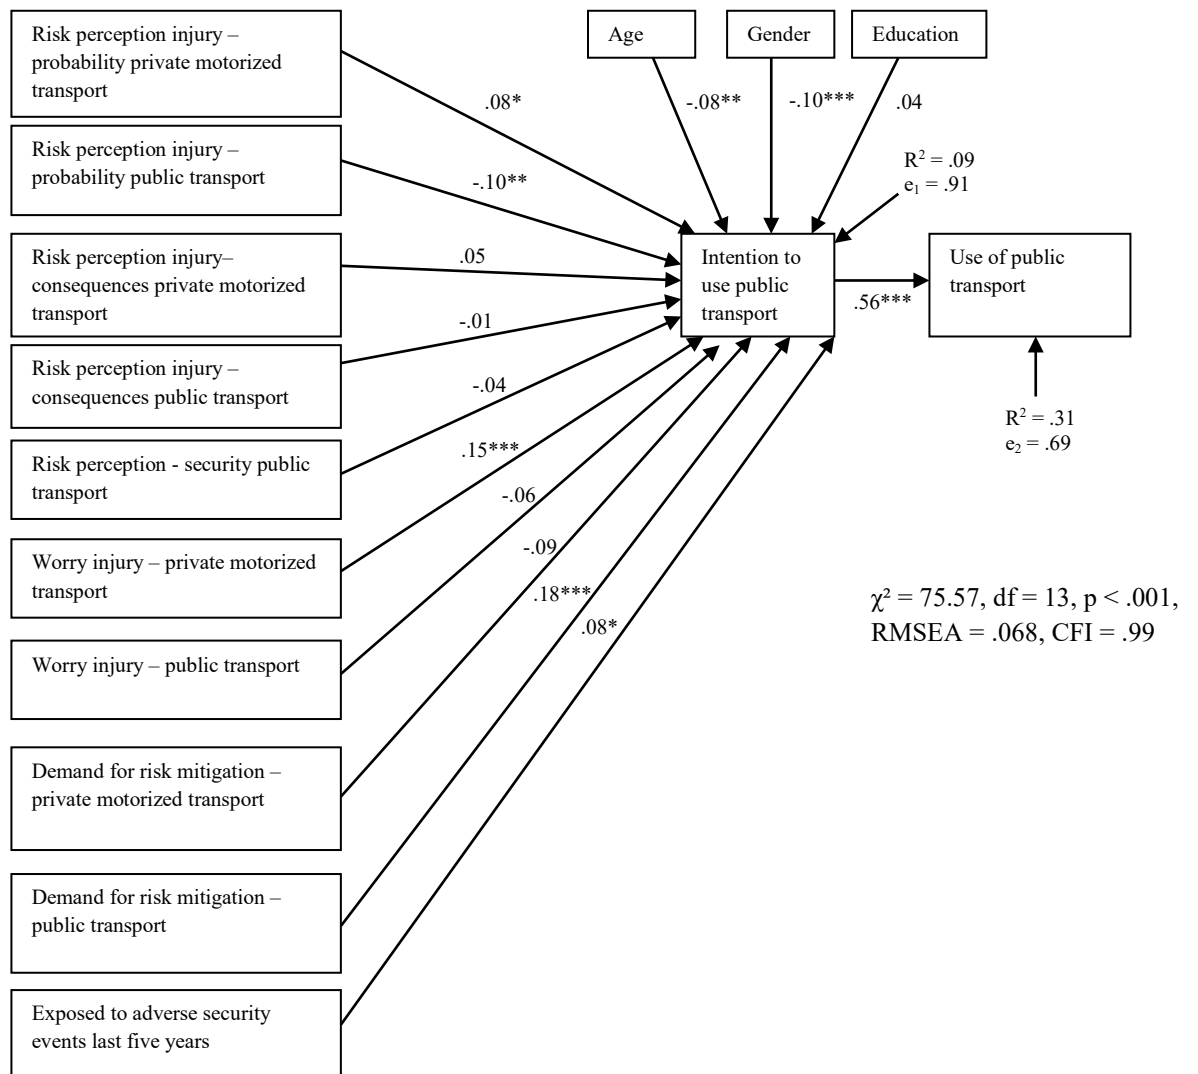 Risk perception injury –
probability private motorized
transport
Age
Gender
Education
.08*
-.08**
-.10***
.04
Risk perception injury –
probability public transport
-.10**
R² = .09
e₁ = .91
Risk perception injury–
consequences private motorized
transport
.05
Intention to
use public
transport
.56***
Use of public
transport
Risk perception injury –
consequences public transport
-.01
R² = .31
e₂ = .69
Risk perception - security public
transport
-.04
Worry injury – private motorized
transport
.15***
Worry injury – public transport
-.06
Demand for risk mitigation –
private motorized transport
-.09
Demand for risk mitigation –
public transport
.18***
Exposed to adverse security
events last five years
.08*
χ² = 75.57, df = 13, p < .001,
RMSEA = .068, CFI = .99